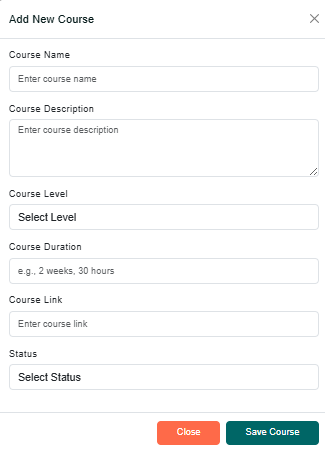 Add New Course
Course Name
Enter course name
Course Description
Enter course description
Course Level
Select Level
Course Duration
e.g., 2 weeks, 30 hours
Course Link
Enter course link
Status
Select Status
Close Save Course